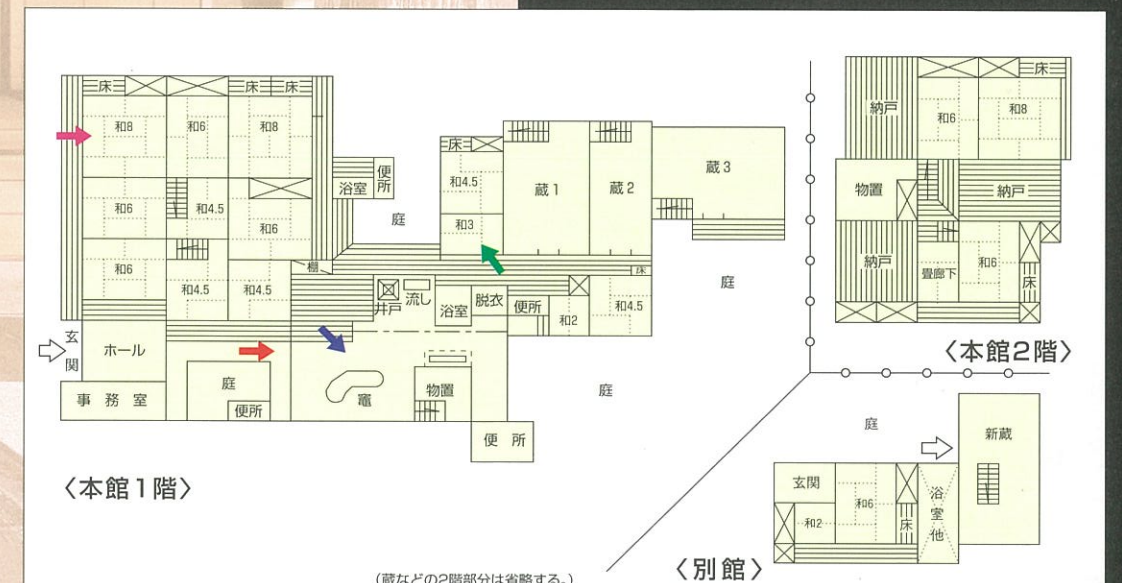 床
床
床
和8
和6
和8
浴室
便所
庭
和6
和4.5
和6
和6
和4.5
和4.5
棚
床
和4.5
和3
蔵1
蔵2
蔵3
床
井戸
流し
浴室
脱衣
便所
和2
和4.5
庭
玄関
ホール
事務室
庭
便所
竈
物置
便所
庭
〈本館1階〉
床
納戸
和6
和8
物置
納戸
納戸
畳廊下
和6
床
〈本館2階〉
庭
新蔵
玄関
和6
和2
床
浴室他
〈別館〉
(蔵などの2階部分は省略する。)